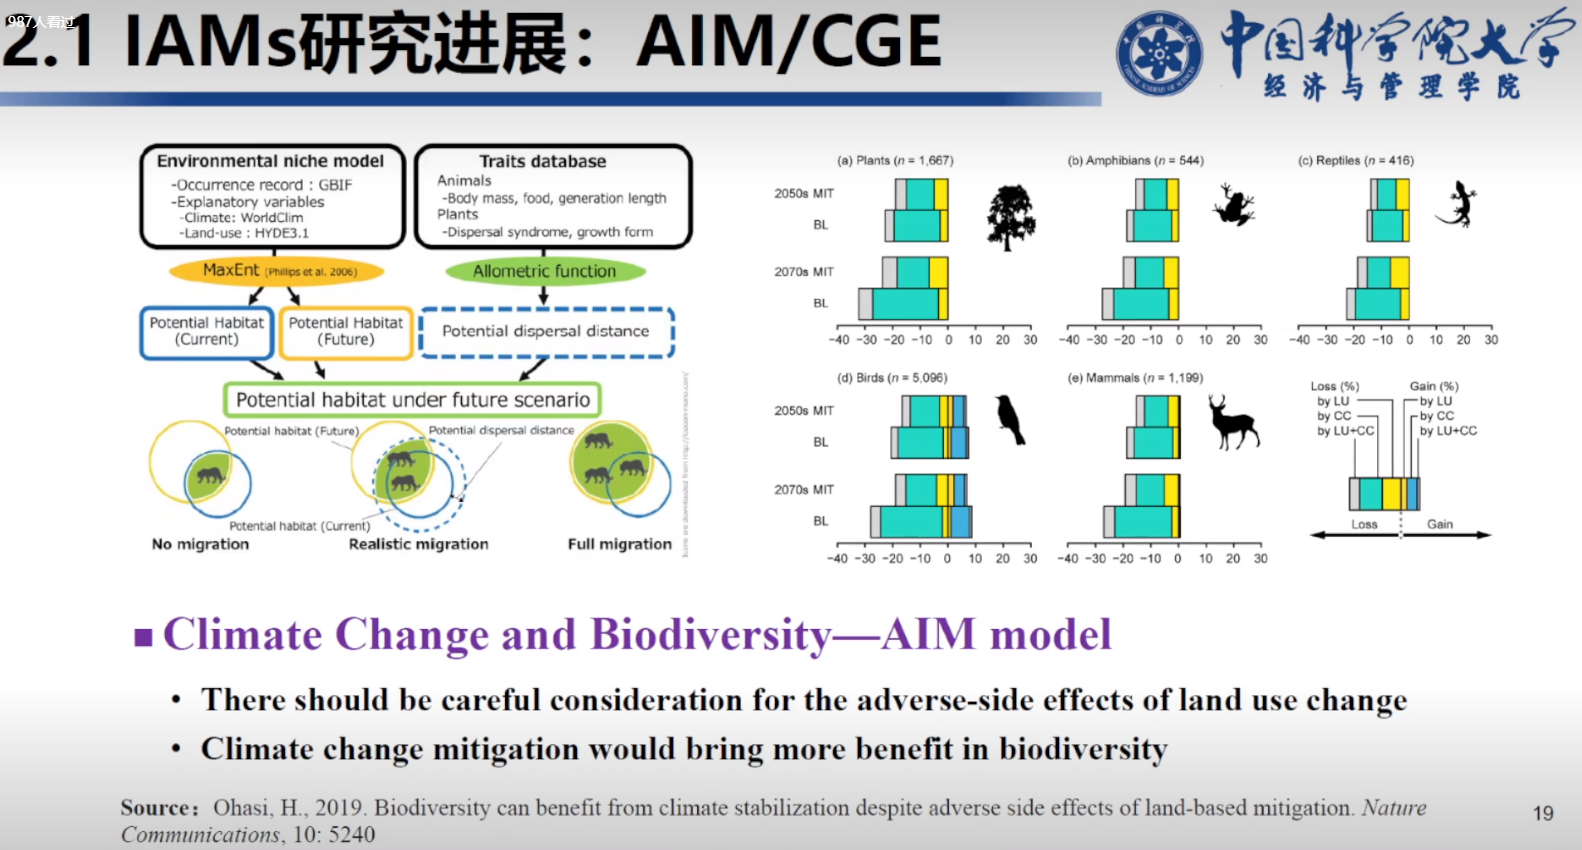 987人看过
2.1 IAMs研究进展：AIM/CGE
中国科学院大学
经济与管理学院
Environmental niche model
-Occurrence record : GBIF
-Explanatory variables
-Climate: WorldClim
-Land-use : HYDE3.1
Traits database
Animals
-Body mass, food, generation length
Plants
-Dispersal syndrome, growth form
MaxEnt (Phillips et al. 2006)
Allometric function
Potential Habitat
(Current)
Potential Habitat
(Future)
Potential dispersal distance
Potential habitat under future scenario
Potential habitat (Future)
Potential dispersal distance
Potential habitat (Current)
No migration
Realistic migration
Full migration
(a) Plants (n = 1,667)
2050s MIT
BL
2070s MIT
BL
−40 −30 −20 −10 0 10 20 30
(b) Amphibians (n = 544)
−40 −30 −20 −10 0 10 20 30
(c) Reptiles (n = 416)
−40 −30 −20 −10 0 10 20 30
(d) Birds (n = 5,096)
2050s MIT
BL
2070s MIT
BL
−40 −30 −20 −10 0 10 20 30
(e) Mammals (n = 1,199)
−40 −30 −20 −10 0 10 20 30
Loss (%)
by LU
by CC
by LU+CC
Gain (%)
by LU
by CC
by LU+CC
Loss
Gain
■ Climate Change and Biodiversity—AIM model
• There should be careful consideration for the adverse-side effects of land use change
• Climate change mitigation would bring more benefit in biodiversity
Source：Ohasi, H., 2019. Biodiversity can benefit from climate stabilization despite adverse side effects of land-based mitigation. Nature
Communications, 10: 5240
19